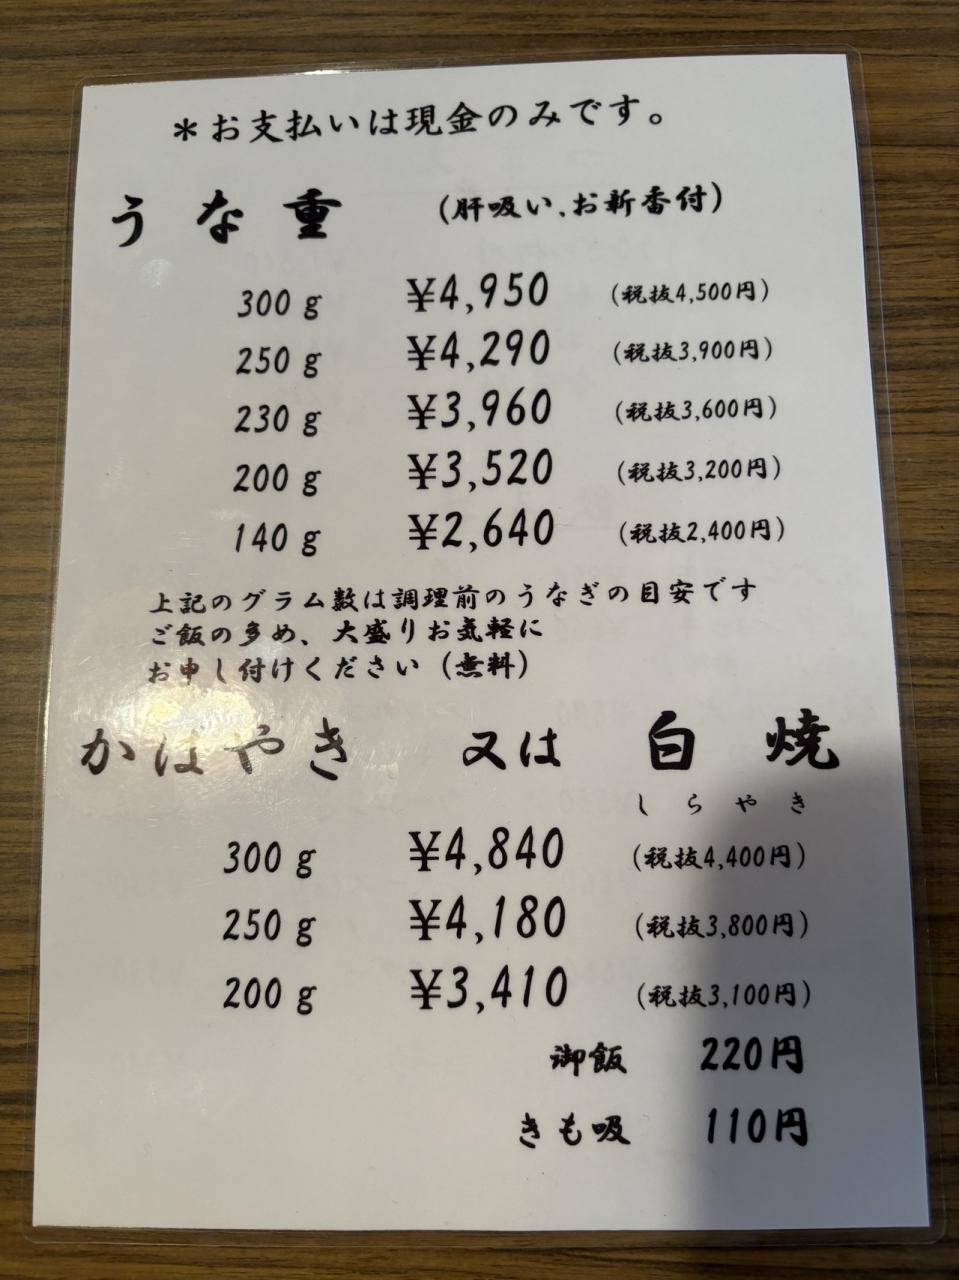 ＊お支払いは現金のみです。
うな重 （肝吸い､お新香付）
300g ¥4,950 （税抜4,500円）
250g ¥4,290 （税抜3,900円）
230g ¥3,960 （税抜3,600円）
200g ¥3,520 （税抜3,200円）
140g ¥2,640 （税抜2,400円）
上記のグラム数は調理前のうなぎの目安です
ご飯の多め、大盛りお気軽に
お申し付けください（無料）
かばやき 又は 白焼
しらやき
300g ¥4,840 （税抜4,400円）
250g ¥4,180 （税抜3,800円）
200g ¥3,410 （税抜3,100円）
御飯 220円
きも吸 110円